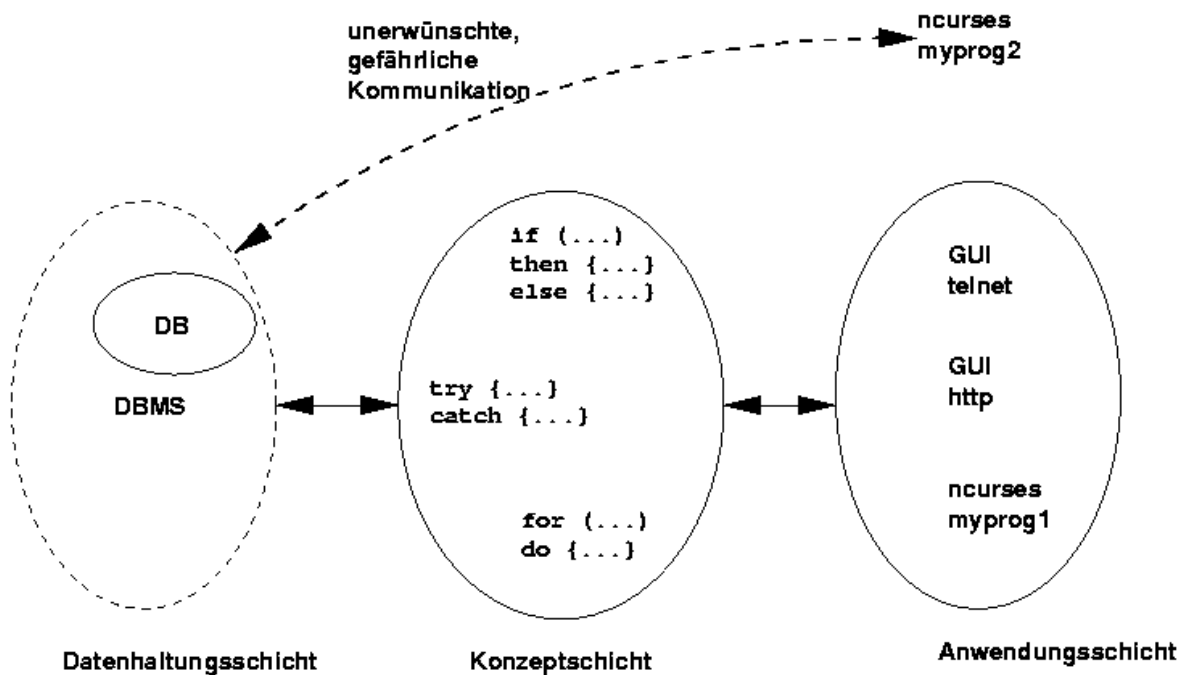 unerwünschte,
gefährliche
Kommunikation
ncurses
myprog2
DB
DBMS
if (...)
then {...}
else {...}
try {...}
catch {...}
for (...)
do {...}
GUI
telnet
GUI
http
ncurses
myprog1
Datenhaltungsschicht
Konzeptschicht
Anwendungsschicht